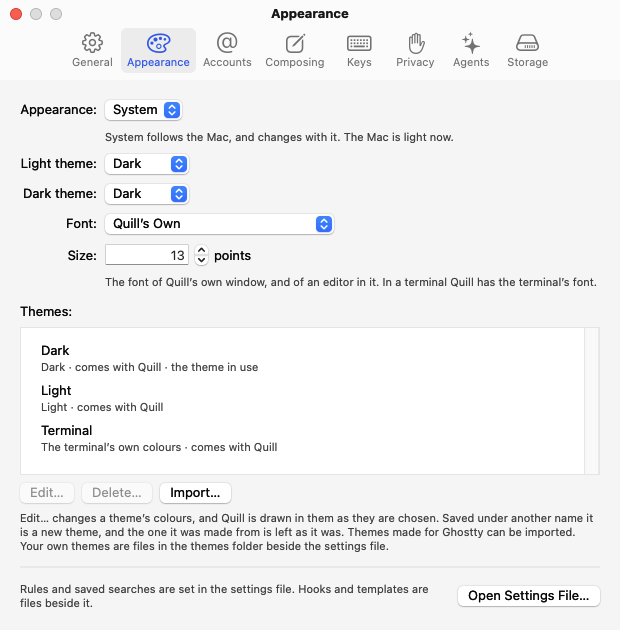 Appearance
General
Appearance
Accounts
Composing
Keys
Privacy
Agents
Storage
Appearance: System
System follows the Mac, and changes with it. The Mac is light now.
Light theme: Dark
Dark theme: Dark
Font: Quill's Own
Size: 13 points
The font of Quill's own window, and of an editor in it. In a terminal Quill has the terminal's font.
Themes:
Dark
Dark · comes with Quill · the theme in use
Light
Light · comes with Quill
Terminal
The terminal's own colours · comes with Quill
Edit... Delete... Import...
Edit... changes a theme's colours, and Quill is drawn in them as they are chosen. Saved under another name it
is a new theme, and the one it was made from is left as it was. Themes made for Ghostty can be imported.
Your own themes are files in the themes folder beside the settings file.
Rules and saved searches are set in the settings file. Hooks and templates are
files beside it.
Open Settings File...